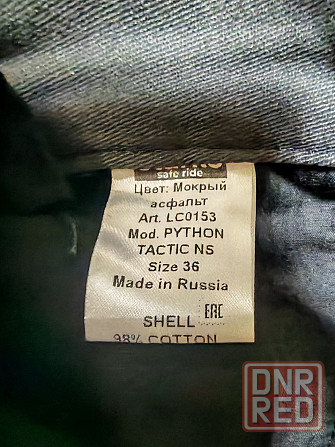 safe ride
Цвет: Мокрый
асфальт
Art. LC0153
Mod. PYTHON
TACTIC NS
Size 36
Made in Russia
EAC
SHELL
98% COTTON
DNR
RED